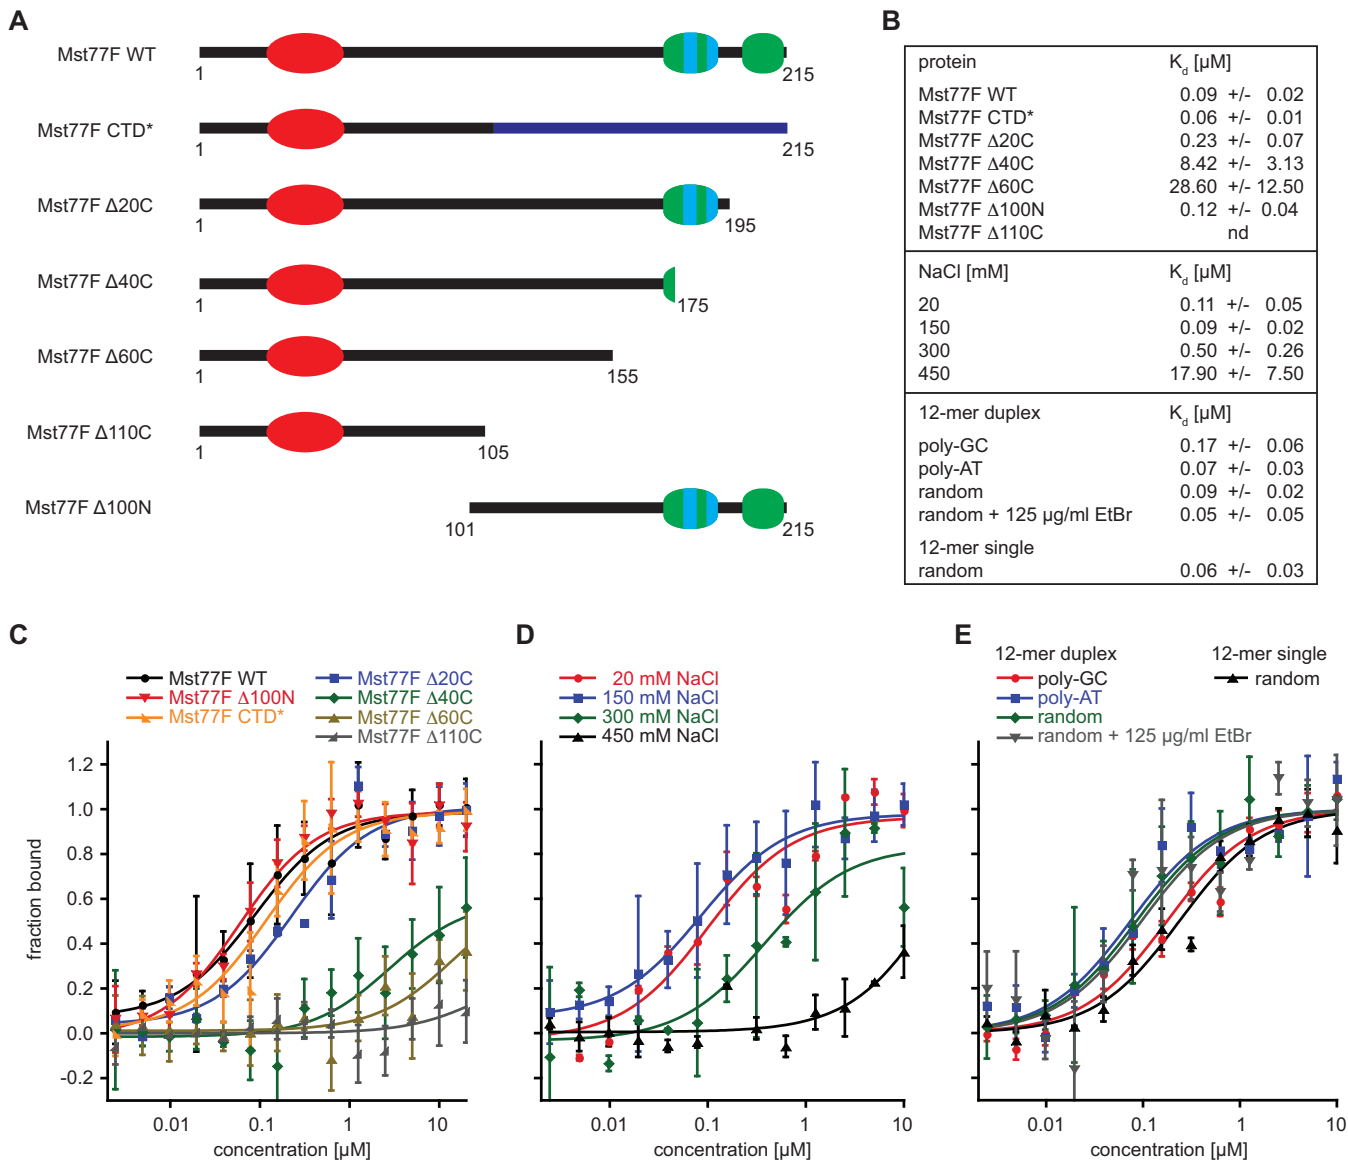 A
Mst77F WT
1
215
Mst77F CTD*
1
215
Mst77F Δ20C
1
195
Mst77F Δ40C
1
175
Mst77F Δ60C
1
155
Mst77F Δ110C
1
105
Mst77F Δ100N
101
215
B
protein Kd [µM]
Mst77F WT 0.09 +/- 0.02
Mst77F CTD* 0.06 +/- 0.01
Mst77F Δ20C 0.23 +/- 0.07
Mst77F Δ40C 8.42 +/- 3.13
Mst77F Δ60C 28.60 +/- 12.50
Mst77F Δ100N 0.12 +/- 0.04
Mst77F Δ110C nd
NaCl [mM] Kd [µM]
20 0.11 +/- 0.05
150 0.09 +/- 0.02
300 0.50 +/- 0.26
450 17.90 +/- 7.50
12-mer duplex Kd [µM]
poly-GC 0.17 +/- 0.06
poly-AT 0.07 +/- 0.03
random 0.09 +/- 0.02
random + 125 µg/ml EtBr 0.05 +/- 0.05
12-mer single
random 0.06 +/- 0.03
C
Mst77F WT
Mst77F Δ100N
Mst77F CTD*
Mst77F Δ20C
Mst77F Δ40C
Mst77F Δ60C
Mst77F Δ110C
fraction bound
1.2
1.0
0.8
0.6
0.4
0.2
0.0
-0.2
0.01 0.1 1 10
concentration [µM]
D
20 mM NaCl
150 mM NaCl
300 mM NaCl
450 mM NaCl
0.01 0.1 1 10
concentration [µM]
E
12-mer duplex
poly-GC
poly-AT
random
random + 125 µg/ml EtBr
12-mer single
random
0.01 0.1 1 10
concentration [µM]